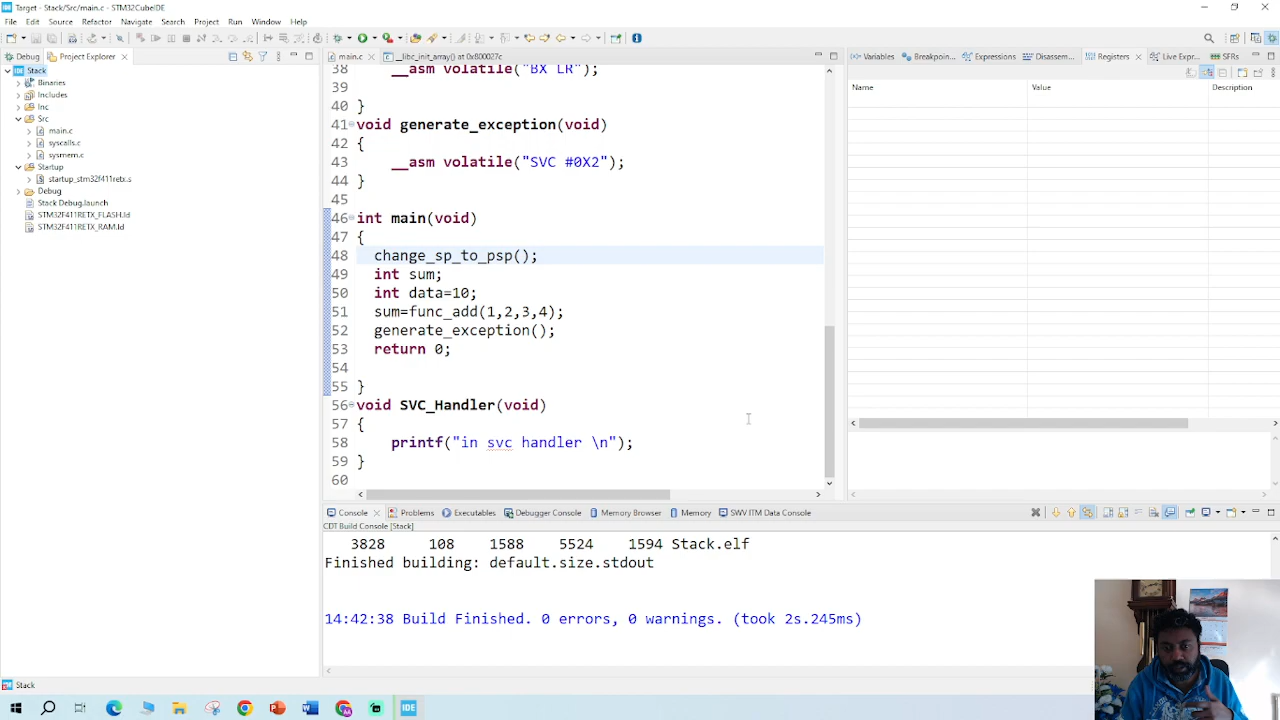 Target - Stack/Src/main.c - STM32CubeIDE
File Edit Source Refactor Navigate Search Project Run Window Help
Debug Project Explorer
main.c __libc_init_array() at 0x800027c
Variables Breakpoin... Expressions Disassem... Registers Live Expr... SFRs
Stack
Binaries
Includes
Inc
Src
main.c
syscalls.c
sysmem.c
Startup
startup_stm32f411retx.s
Debug
Stack Debug.launch
STM32F411RETX_FLASH.ld
STM32F411RETX_RAM.ld
38 __asm volatile("BX LR");
39
40 }
41 void generate_exception(void)
42 {
43 __asm volatile("SVC #0X2");
44 }
45
46 int main(void)
47 {
48 change_sp_to_psp();
49 int sum;
50 int data=10;
51 sum=func_add(1,2,3,4);
52 generate_exception();
53 return 0;
54
55 }
56 void SVC_Handler(void)
57 {
58 printf("in svc handler \n");
59 }
60
Name Value Description
Console Problems Executables Debugger Console Memory Browser Memory SWV ITM Data Console
CDT Build Console [Stack]
3828 108 1588 5524 1594 Stack.elf
Finished building: default.size.stdout
14:42:38 Build Finished. 0 errors, 0 warnings. (took 2s.245ms)
Stack
IDE